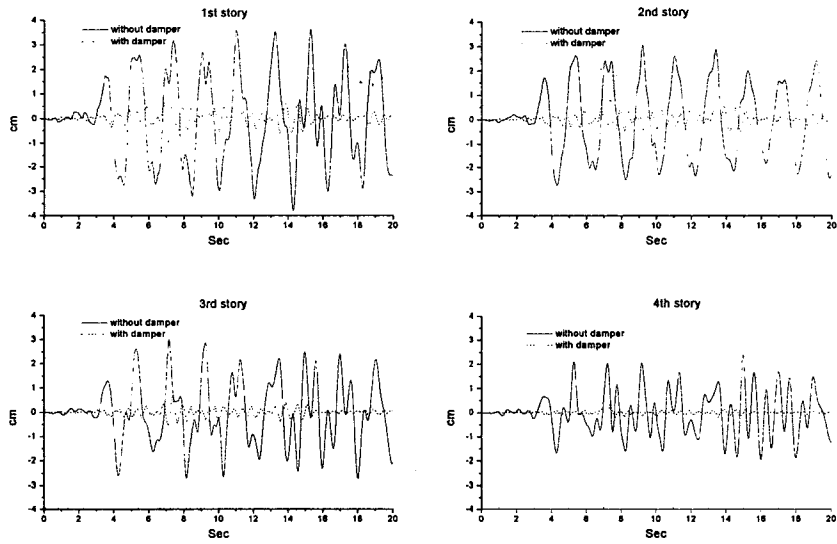 1st story
4
3
2
1
0
-1
-2
-3
-4
cm
without damper
with damper
0 2 4 6 8 10 12 14 16 18 20
Sec
2nd story
4
3
2
1
0
-1
-2
-3
-4
cm
without damper
with damper
0 2 4 6 8 10 12 14 16 18 20
Sec
3rd story
4
3
2
1
0
-1
-2
-3
-4
cm
without damper
with damper
0 2 4 6 8 10 12 14 16 18 20
Sec
4th story
4
3
2
1
0
-1
-2
-3
-4
cm
without damper
with damper
0 2 4 6 8 10 12 14 16 18 20
Sec